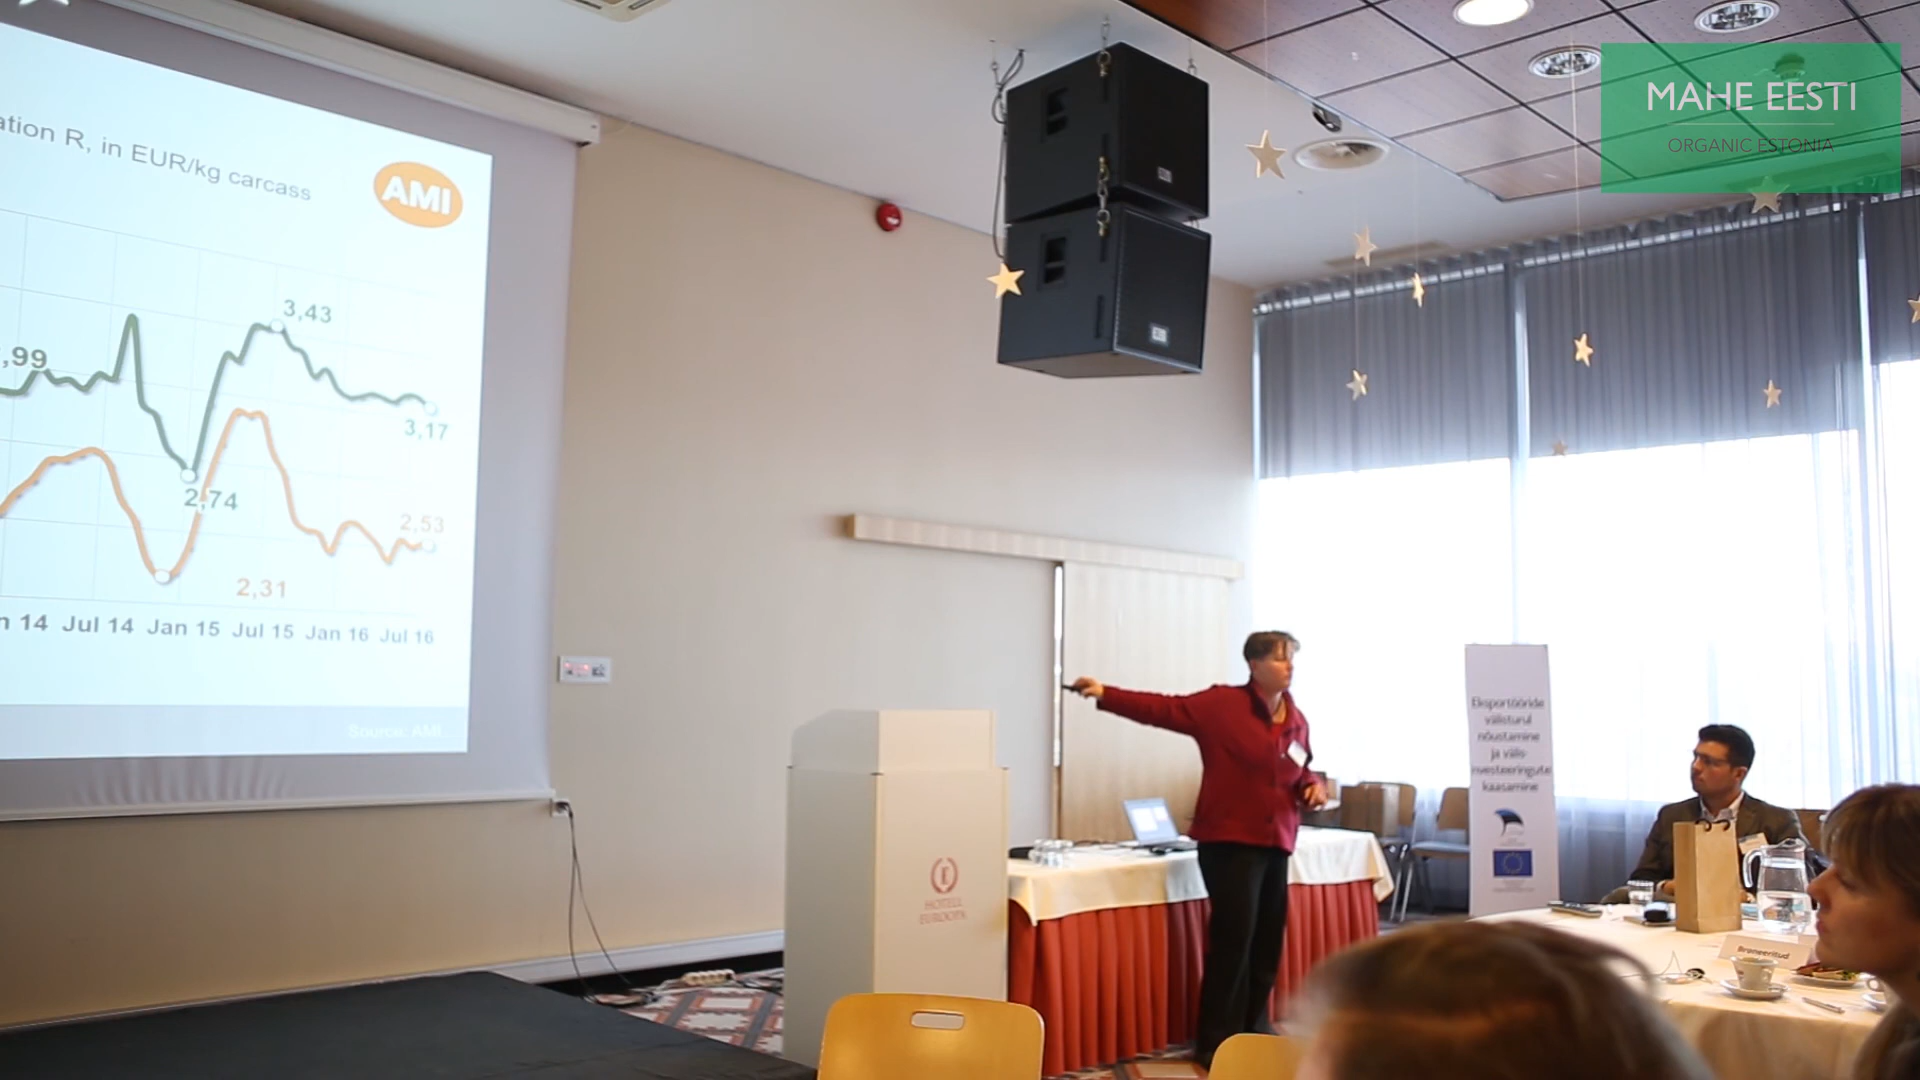 ation R, in EUR/kg carcass
AMI
,99
3,43
3,17
2,74
2,53
2,31
n 14 Jul 14 Jan 15 Jul 15 Jan 16 Jul 16
Source: AMI
MAHE EESTI
ORGANIC ESTONIA
E
HOTELL
EUROOPA
Eksportööride
välisturul
nõustamine
ja välis-
investeeringute
kaasamine
Broneeritud